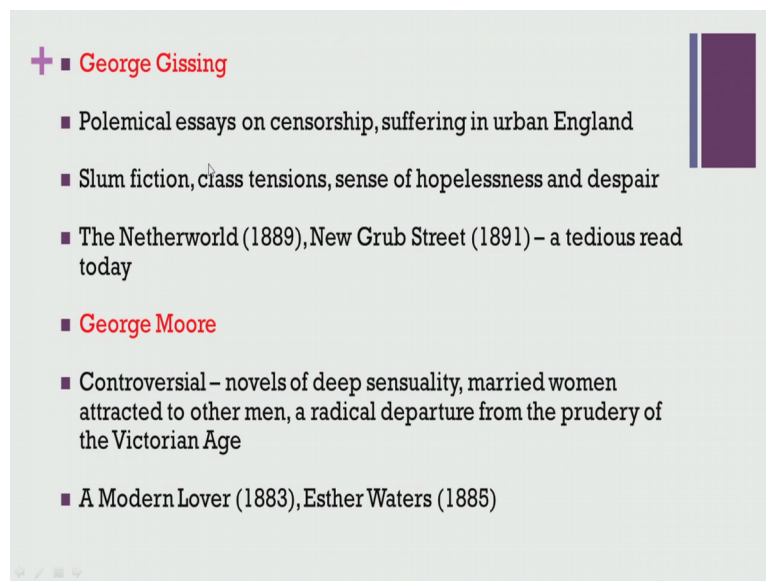 George Gissing
Polemical essays on censorship, suffering in urban England
Slum fiction, class tensions, sense of hopelessness and despair
The Netherworld (1889), New Grub Street (1891) – a tedious read
today
George Moore
Controversial – novels of deep sensuality, married women
attracted to other men, a radical departure from the prudery of
the Victorian Age
A Modern Lover (1883), Esther Waters (1885)